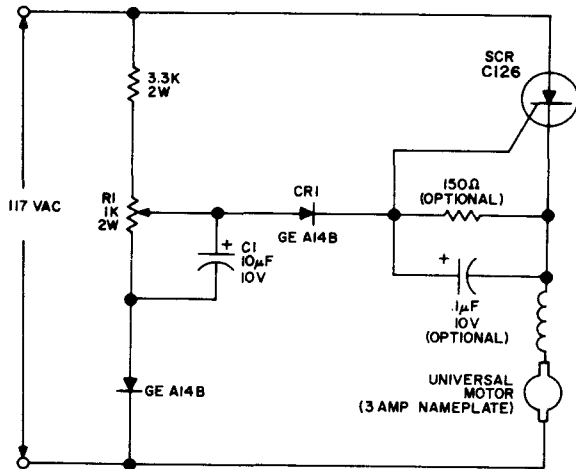 SCR
C126
3.3K
2W
117 VAC
R1
1K
2W
CR1
GE A14B
150Ω
(OPTIONAL)
+
C1
10μF
10V
+
.1μF
10V
(OPTIONAL)
GE A14B
UNIVERSAL
MOTOR
(3 AMP NAMEPLATE)